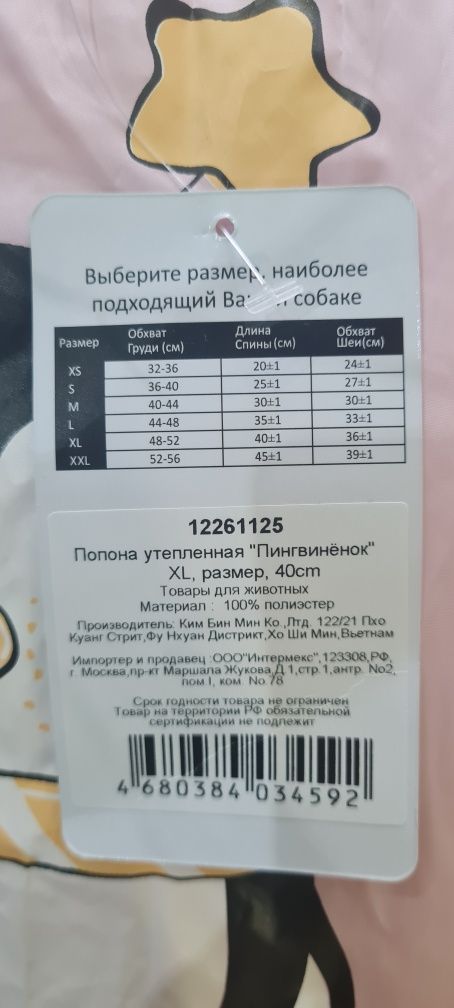 Выберите размер, наиболее
подходящий собаке
Размер Обхват Груди (см) Длина Спины (см) Обхват Шеи(см)
XS 32-36 20±1 24±1
S 36-40 25±1 27±1
M 40-44 30±1 30±1
L 44-48 35±1 33±1
XL 48-52 40±1 36±1
XXL 52-56 45±1 39±1
12261125
Попона утепленная "Пингвинёнок"
XL, размер, 40cm
Товары для животных
Материал : 100% полиэстер
Производитель: Ким Бин Мин Ко.,Лтд. 122/21 Пхо
Куанг Стрит,Фу Нхуан Дистрикт,Хо Ши Мин,Вьетнам
Импортер и продавец :ООО"Интермекс",123308,РФ,
г. Москва,пр-кт Маршала Жукова,Д.1,стр.1,антр. No2,
пом I, ком. No 78
Срок годности товара не ограничен
Товар на территории РФ обязательной
сертификации не подлежит
4 680384 034592